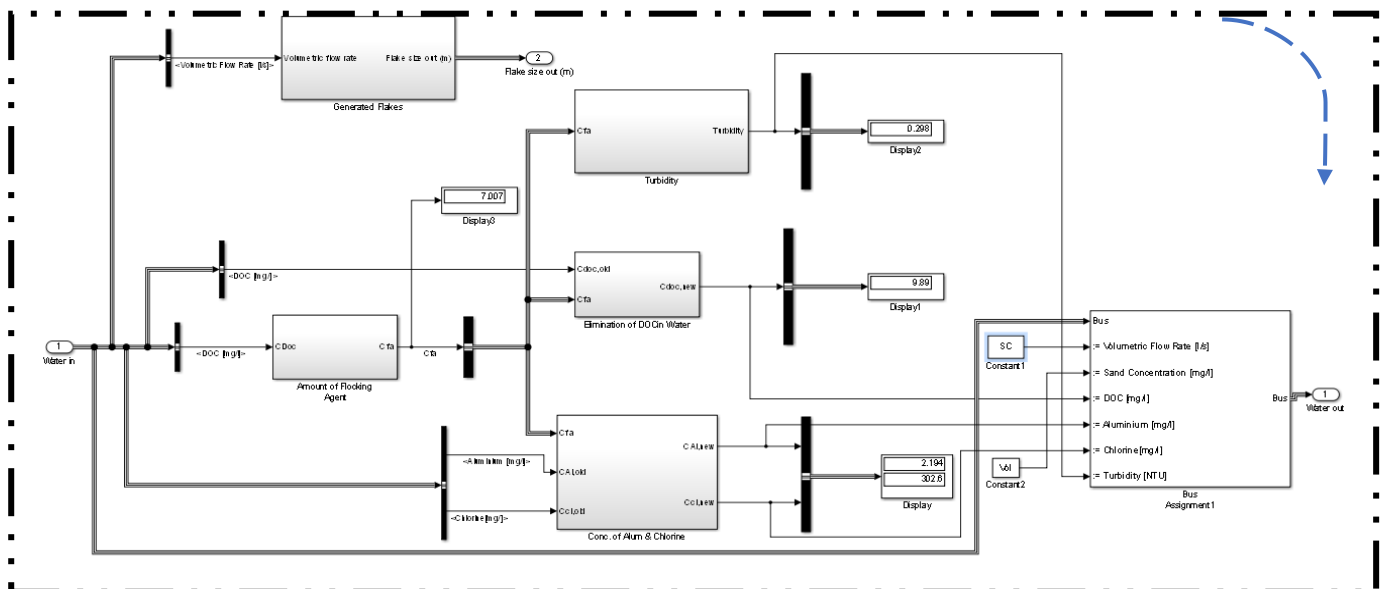 Volumetric flow rate
Flake size out (m)
<Volumetric Flow Rate [l/s]>
Generated Flakes
2
Flake size out (m)
Cfa
Turbidity
Turbidity
0.298
Display2
7.007
Display3
<DOC [mg/l]>
Cdoc,old
Cfa
Cdoc,new
Elimination of DOCin Water
9.89
Display1
1
Water in
<DOC [mg/l]>
CDoc
Cfa
Amount of Flocking
Agent
Cfa
SC
Constant1
Vol
Constant2
Bus
:= Volumetric Flow Rate [l/s]
:= Sand Concentration [mg/l]
:= DOC [mg/l]
:= Aluminium [mg/l]
:= Chlorine[mg/l]
:= Turbidity [NTU]
Bus
Bus
Assignment1
1
Water out
<Aluminium [mg/l]>
<Chlorine[mg/l]>
Cfa
CAl,old
Ccl,old
CAl,new
Ccl,new
Conc. of Alum & Chlorine
2.194
302.6
Display